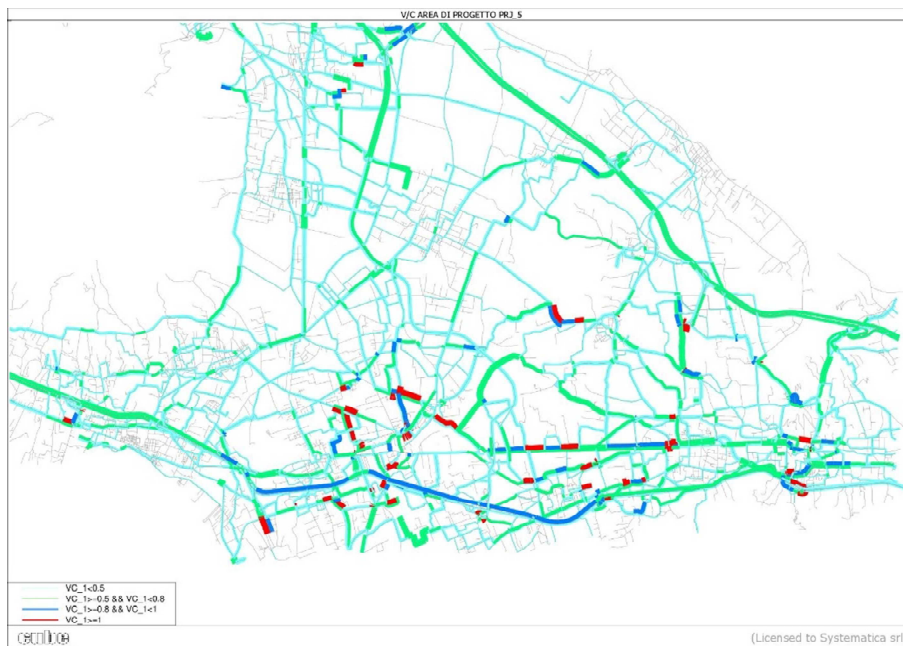 V/C AREA DI PROGETTO PRJ_5
VC_1<0.5
VC_1>=0.5 && VC_1<0.8
VC_1>=0.8 && VC_1<1
VC_1>=1
cube
(Licensed to Systematica srl)